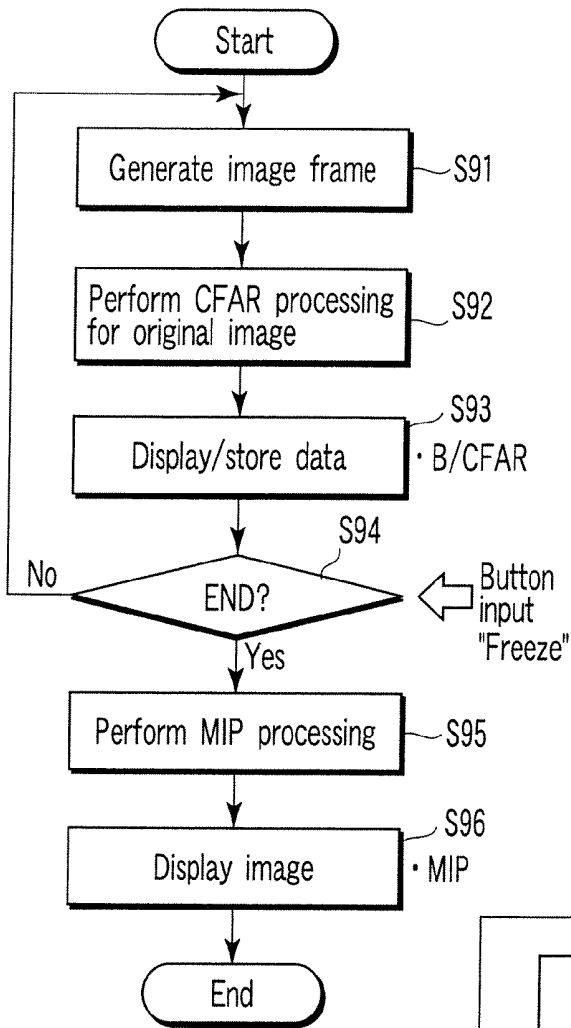 Start
Generate image frame
S91
Perform CFAR processing
for original image
S92
S93
Display/store data
· B/CFAR
S94
No
END?
Button
input
"Freeze"
Yes
Perform MIP processing
S95
S96
Display image
· MIP
End